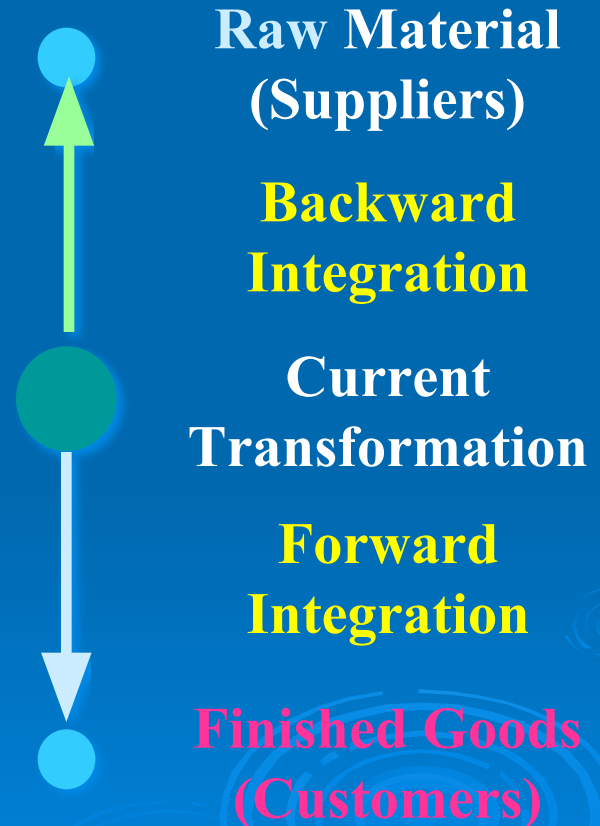 Raw Material
(Suppliers)
Backward
Integration
Current
Transformation
Forward
Integration
Finished Goods
(Customers)